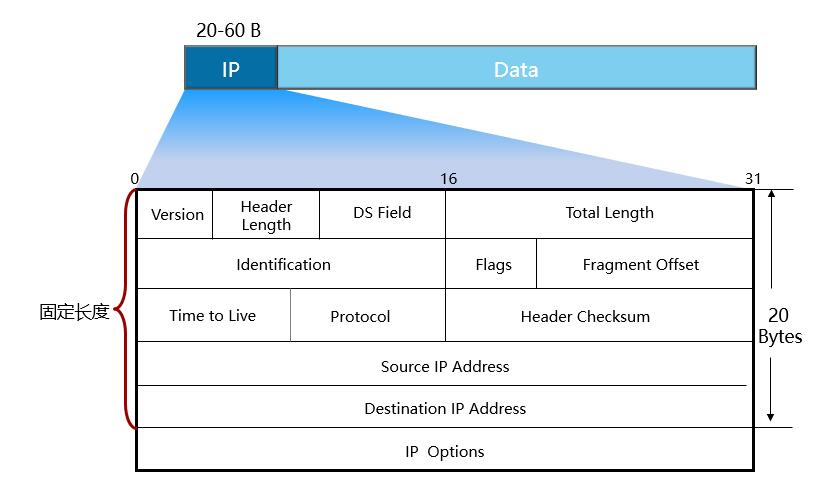 20-60 B
IP
Data
0
16
31
Version
Header
Length
DS Field
Total Length
Identification
Flags
Fragment Offset
固定长度
Time to Live
Protocol
Header Checksum
20
Bytes
Source IP Address
Destination IP Address
IP Options